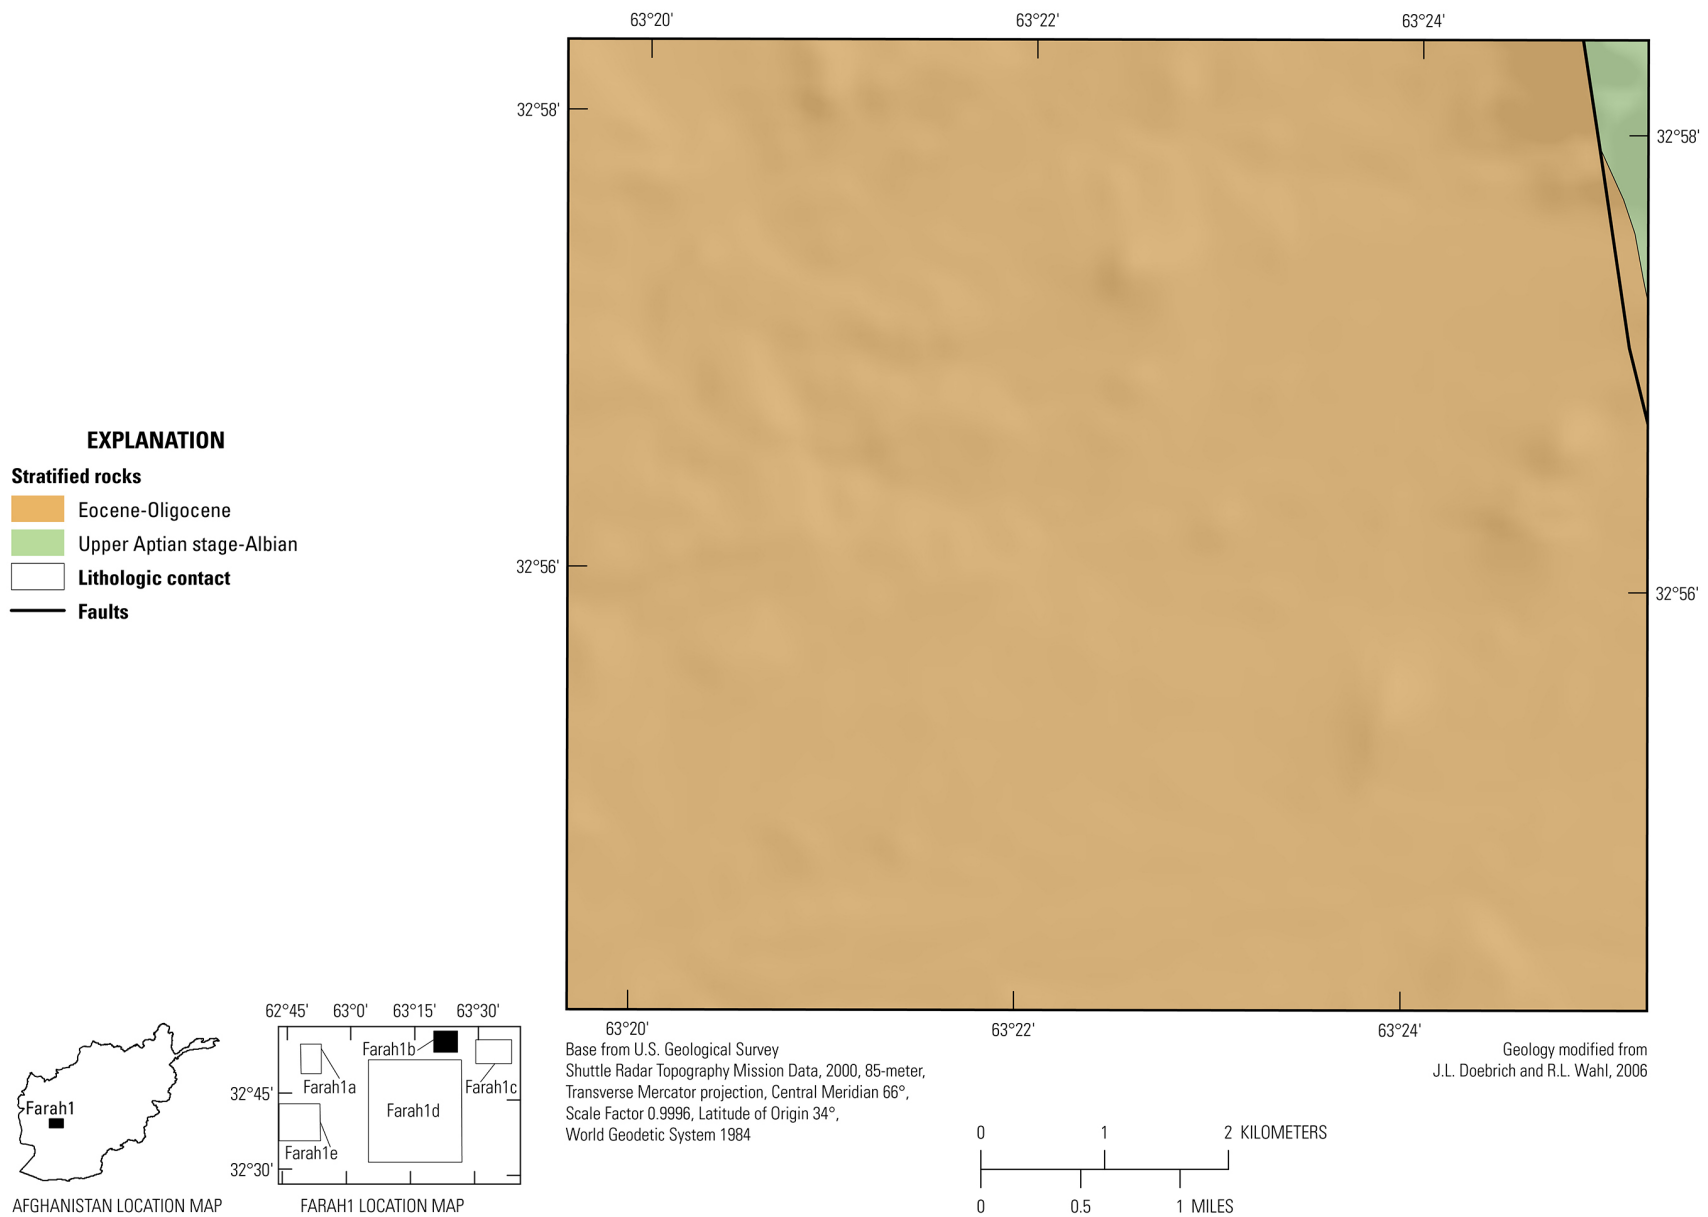 63°20' 63°22' 63°24'
32°58'
32°58'
EXPLANATION
Stratified rocks
Eocene-Oligocene
Upper Aptian stage-Albian
Lithologic contact
Faults
32°56'
32°56'
63°20' 63°22' 63°24'
Base from U.S. Geological Survey
Shuttle Radar Topography Mission Data, 2000, 85-meter,
Transverse Mercator projection, Central Meridian 66°,
Scale Factor 0.9996, Latitude of Origin 34°,
World Geodetic System 1984
Geology modified from
J.L. Doebrich and R.L. Wahl, 2006
0 1 2 KILOMETERS
0 0.5 1 MILES
Farah1
AFGHANISTAN LOCATION MAP
62°45' 63°0' 63°15' 63°30'
Farah1b
Farah1a
Farah1c
32°45'
Farah1d
Farah1e
32°30'
FARAH1 LOCATION MAP